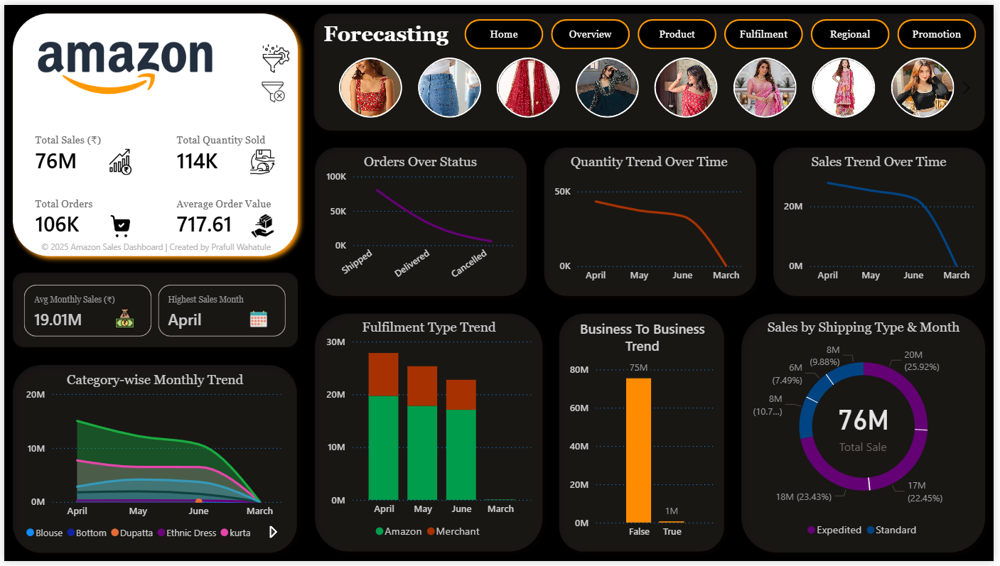 amazon
Total Sales (₹)
76M
Total Quantity Sold
114K
Total Orders
106K
Average Order Value
717.61
© 2025 Amazon Sales Dashboard | Created by Prafull Wahatule
Forecasting
Home
Overview
Product
Fulfilment
Regional
Promotion
Avg Monthly Sales (₹)
19.01M
Highest Sales Month
April
Orders Over Status
100K
50K
0K
Shipped
Delivered
Cancelled
Quantity Trend Over Time
50K
0K
April May June March
Sales Trend Over Time
20M
0M
April May June March
Category-wise Monthly Trend
20M
10M
0M
April May June March
Blouse Bottom Dupatta Ethnic Dress kurta
Fulfilment Type Trend
30M
20M
10M
0M
April May June March
Amazon Merchant
Business To Business
Trend
80M
60M
40M
20M
0M
75M
1M
False True
Sales by Shipping Type & Month
20M
(25.92%)
17M
(22.45%)
18M (23.43%)
8M
(10.7...)
6M
(7.49%)
8M
(9.88%)
76M
Total Sale
Expedited Standard